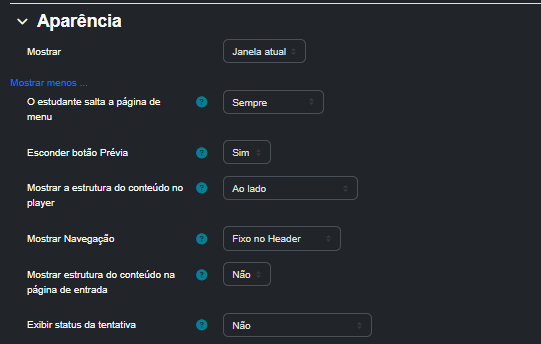 Aparência
Mostrar
Janela atual
Mostrar menos ...
O estudante salta a página de
menu
Sempre
Esconder botão Prévia
Sim
Mostrar a estrutura do conteúdo no
player
Ao lado
Mostrar Navegação
Fixo no Header
Mostrar estrutura do conteúdo na
página de entrada
Não
Exibir status da tentativa
Não